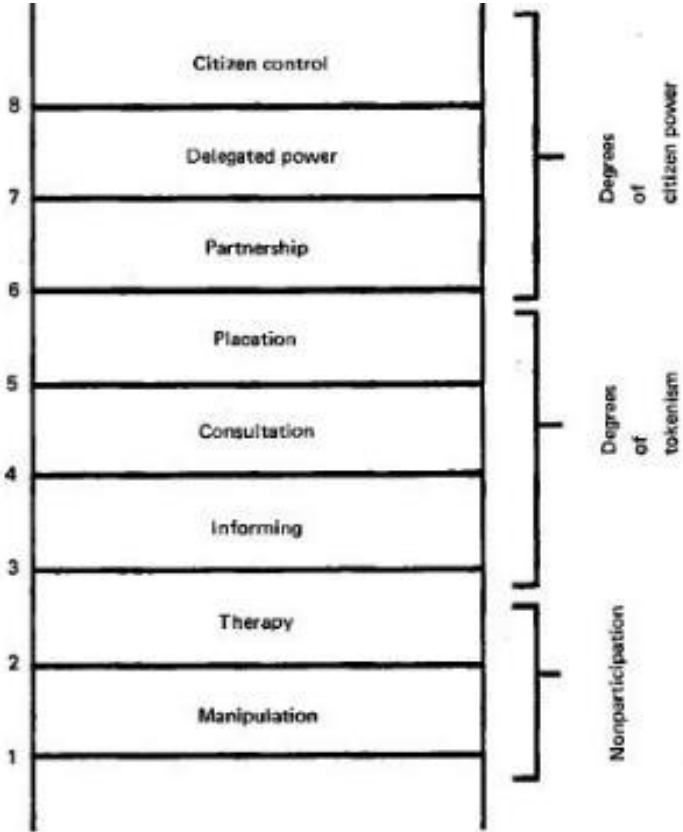 Citizen control
8
Delegated power
7
Partnership
6
Placation
5
Consultation
4
Informing
3
Therapy
2
Manipulation
1
Degrees
of
citizen power
Degrees
of
tokenism
Nonparticipation